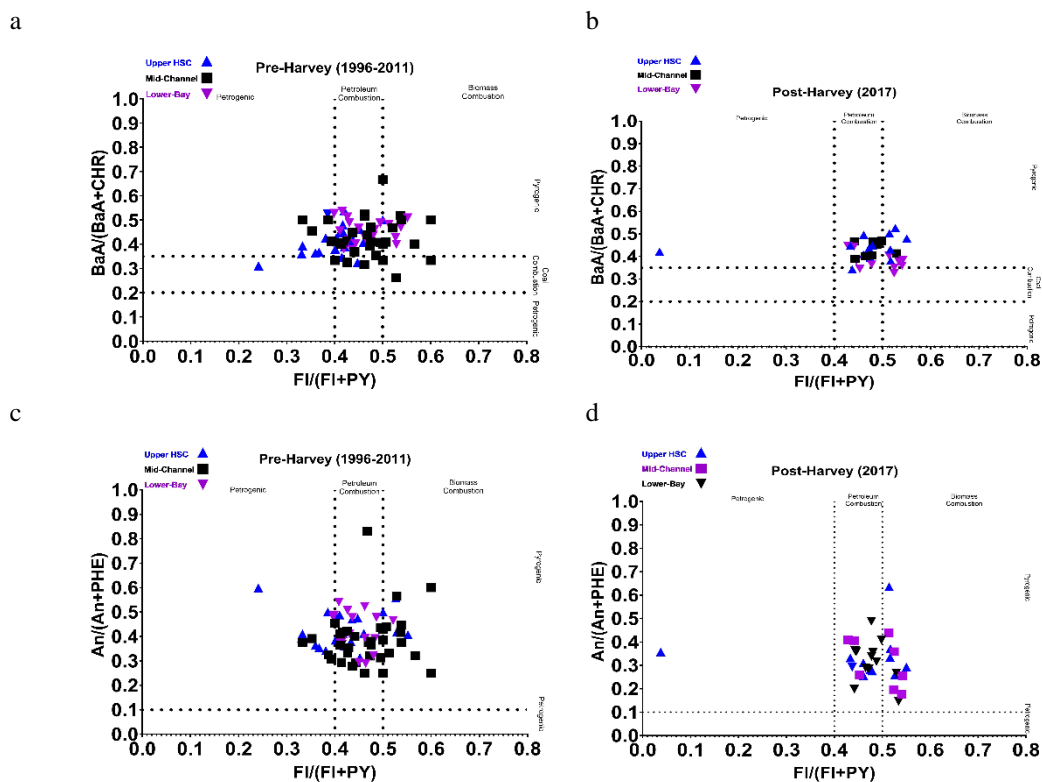 a
Upper HSC
Mid-Channel
Lower-Bay
Pre-Harvey (1996-2011)
Petrogenic
Petroleum
Combustion
Biomass
Combustion
1.0
0.9
0.8
0.7
0.6
0.5
0.4
0.3
0.2
0.1
0.0
BaA/(BaA+CHR)
Pyrogenic
Coal
Combustion
Petrogenic
0.0 0.1 0.2 0.3 0.4 0.5 0.6 0.7 0.8
Fl/(Fl+PY)
b
Upper HSC
Mid-Channel
Lower-Bay
Post-Harvey (2017)
Petrogenic
Petroleum
Combustion
Biomass
Combustion
1.0
0.9
0.8
0.7
0.6
0.5
0.4
0.3
0.2
0.1
0.0
BaA/(BaA+CHR)
Pyrogenic
Coal
Combustion
Petrogenic
0.0 0.1 0.2 0.3 0.4 0.5 0.6 0.7 0.8
Fl/(Fl+PY)
c
Upper HSC
Mid-Channel
Lower-Bay
Pre-Harvey (1996-2011)
Petrogenic
Petroleum
Combustion
Biomass
Combustion
1.0
0.9
0.8
0.7
0.6
0.5
0.4
0.3
0.2
0.1
0.0
An/(An+PHE)
Pyrogenic
Petrogenic
0.0 0.1 0.2 0.3 0.4 0.5 0.6 0.7 0.8
Fl/(Fl+PY)
d
Upper HSC
Mid-Channel
Lower-Bay
Post-Harvey (2017)
Petrogenic
Petroleum
Combustion
Biomass
Combustion
1.0
0.9
0.8
0.7
0.6
0.5
0.4
0.3
0.2
0.1
0.0
An/(An+PHE)
Pyrogenic
Petrogenic
0.0 0.1 0.2 0.3 0.4 0.5 0.6 0.7 0.8
Fl/(Fl+PY)